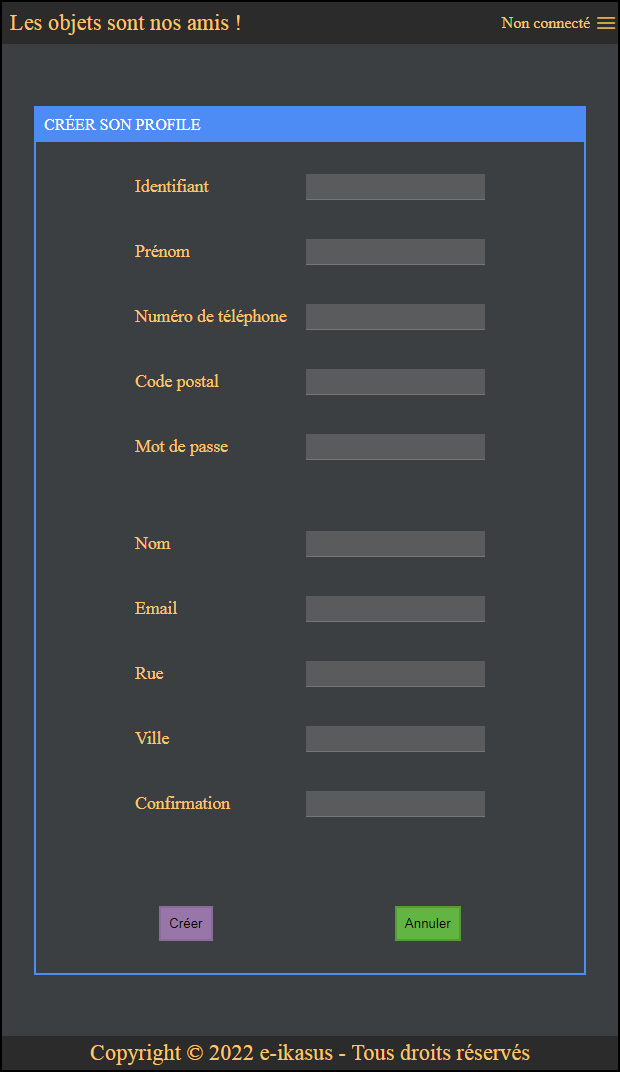 Les objets sont nos amis !
Non connecté
CRÉER SON PROFILE
Identifiant
Prénom
Numéro de téléphone
Code postal
Mot de passe
Nom
Email
Rue
Ville
Confirmation
Créer
Annuler
Copyright © 2022 e-ikasus - Tous droits réservés